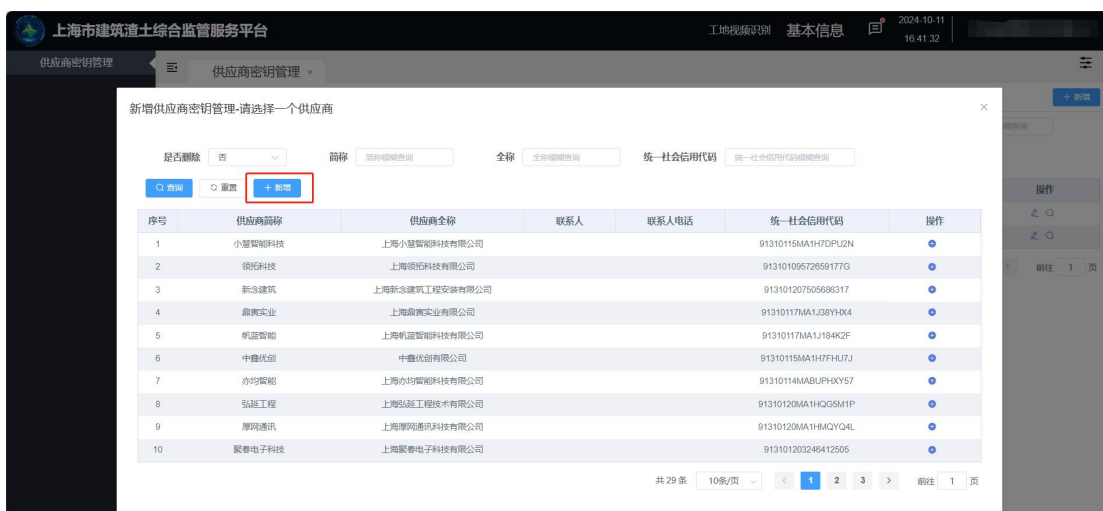 上海市建筑渣土综合监管服务平台
工地视频识别 基本信息 2024-10-11
16:41:32
供应商密钥管理
供应商密钥管理 ×
+ 新增
新增供应商密钥管理-请选择一个供应商
是否删除 否 简称 简称模糊查询 全称 全称模糊查询 统一社会信用代码 统一社会信用代码模糊查询
查询 重置 + 新增
操作
序号 供应商简称 供应商全称 联系人 联系人电话 统一社会信用代码 操作
1 小慧智能科技 上海小慧智能科技有限公司 91310115MA1H7DPU2N
2 领拓科技 上海领拓科技有限公司 91310109572659177G
3 新念建筑 上海新念建筑工程安装有限公司 913101207505686317
4 鼎寅实业 上海鼎寅实业有限公司 91310117MA1J38YHX4
5 帆蓝智能 上海帆蓝智能科技有限公司 91310117MA1J184K2F
6 中鑫优创 中鑫优创有限公司 91310115MA1H7FHU7J
7 亦均智能 上海亦均智能科技有限公司 91310114MABUPHXY57
8 弘延工程 上海弘延工程技术有限公司 91310120MA1HQG5M1P
9 厚网通讯 上海厚网通讯科技有限公司 91310120MA1HMQYQ4L
10 聚春电子科技 上海聚春电子科技有限公司 913101203246412505
共 29 条 10条/页 < 1 2 3 > 前往 1 页
> 前往 1 页